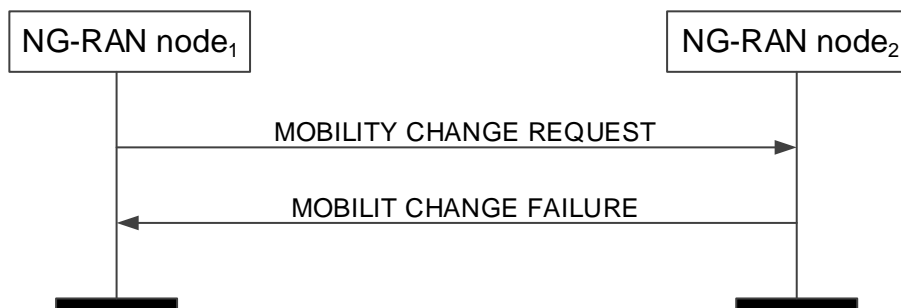 NG-RAN node₁
NG-RAN node₂
MOBILITY CHANGE REQUEST
MOBILIT CHANGE FAILURE